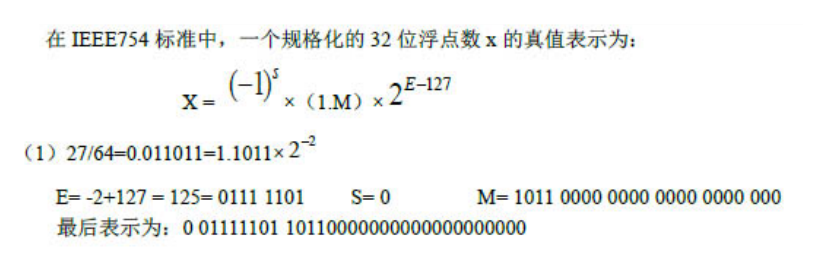 在 IEEE754 标准中，一个规格化的 32 位浮点数 x 的真值表示为：
X = (−1)^s ×（1.M）× 2^{E−127}
（1）27/64=0.011011=1.1011× 2^{−2}
E= -2+127 = 125= 0111 1101 S= 0 M= 1011 0000 0000 0000 0000 000
最后表示为：0 01111101 10110000000000000000000